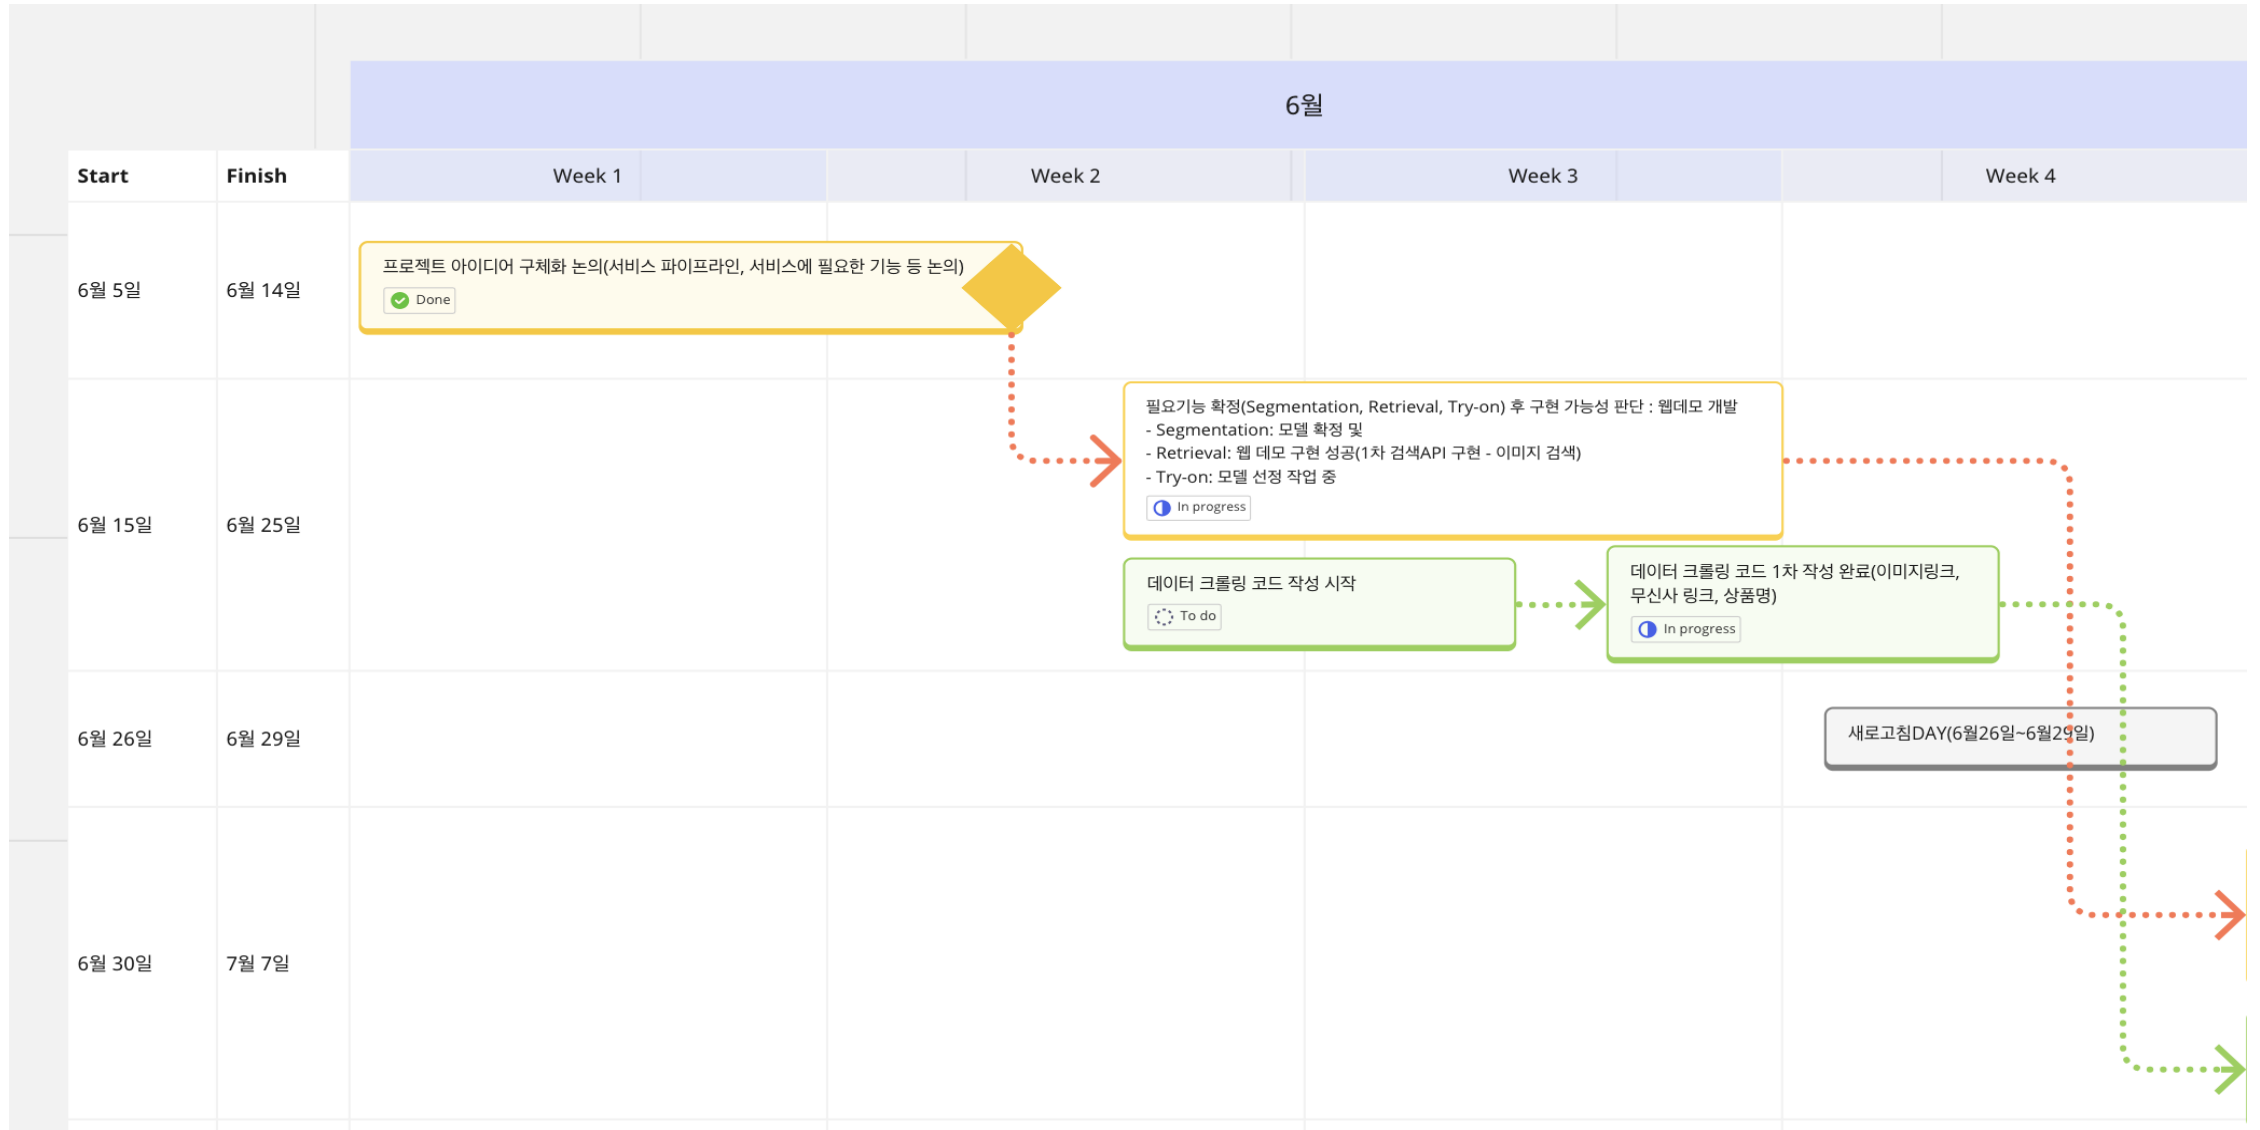 6월
Start
Finish
Week 1
Week 2
Week 3
Week 4
6월 5일
6월 14일
프로젝트 아이디어 구체화 논의(서비스 파이프라인, 서비스에 필요한 기능 등 논의)
Done
6월 15일
6월 25일
필요기능 확정(Segmentation, Retrieval, Try-on) 후 구현 가능성 판단 : 웹데모 개발
- Segmentation: 모델 확정 및
- Retrieval: 웹 데모 구현 성공(1차 검색API 구현 - 이미지 검색)
- Try-on: 모델 선정 작업 중
In progress
데이터 크롤링 코드 작성 시작
To do
데이터 크롤링 코드 1차 작성 완료(이미지링크,
무신사 링크, 상품명)
In progress
6월 26일
6월 29일
새로고침DAY(6월26일~6월29일)
6월 30일
7월 7일